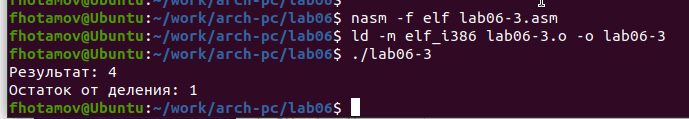 fhotamov@Ubuntu:~/work/arch-pc/lab06$ nasm -f elf lab06-3.asm
fhotamov@Ubuntu:~/work/arch-pc/lab06$ ld -m elf_i386 lab06-3.o -o lab06-3
fhotamov@Ubuntu:~/work/arch-pc/lab06$ ./lab06-3
Результат: 4
Остаток от деления: 1
fhotamov@Ubuntu:~/work/arch-pc/lab06$